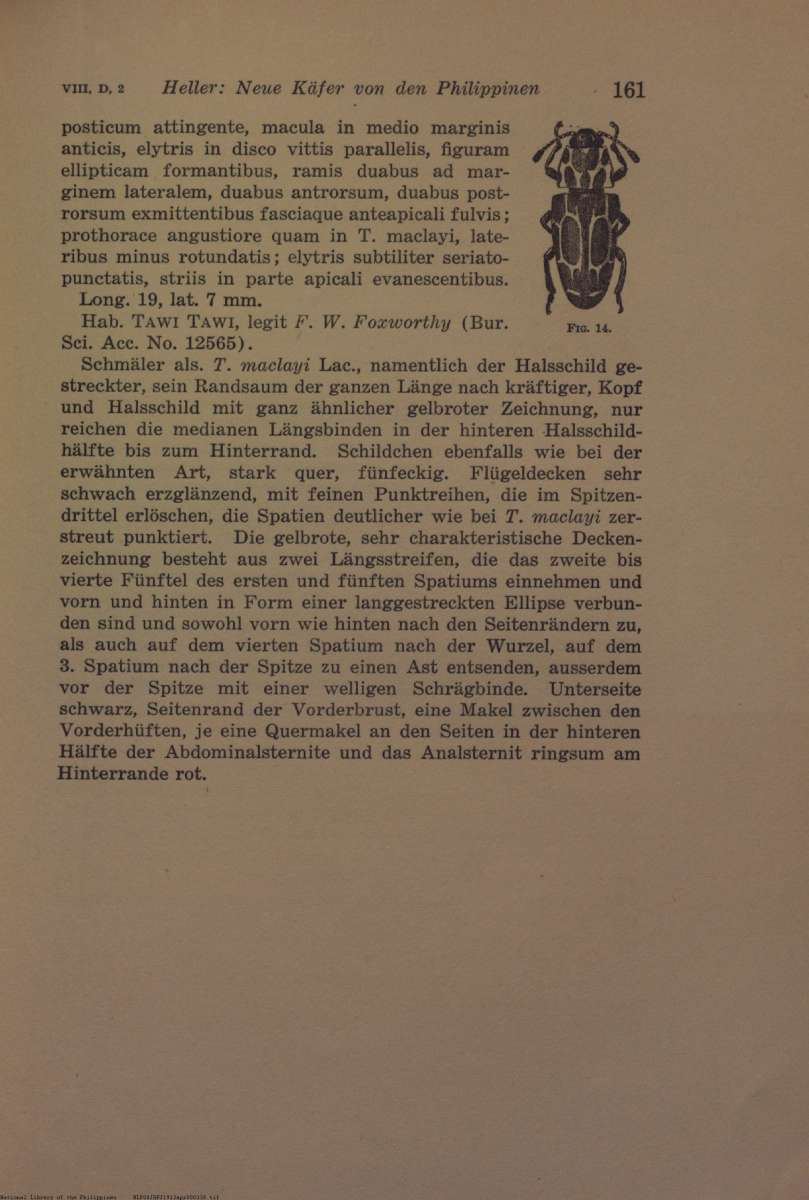 VIII, D, 2 Heller: Neue Käfer von den Philippinen 161
posticum attingente, macula in medio marginis
anticis, elytris in disco vittis parallelis, figuram
ellipticam formantibus, ramis duabus ad mar-
ginem lateralem, duabus antrorsum, duabus post-
rorsum exmittentibus fasciaque anteapicali fulvis;
prothorace angustiore quam in T. maclayi, late-
ribus minus rotundatis; elytris subtiliter seriato-
punctatis, striis in parte apicali evanescentibus.
Long. 19, lat. 7 mm.
Hab. TAWI TAWI, legit F. W. Foxworthy (Bur.
Sci. Acc. No. 12565).
FIG. 14.
Schmäler als. T. maclayi Lac., namentlich der Halsschild ge-
streckter, sein Randsaum der ganzen Länge nach kräftiger, Kopf
und Halsschild mit ganz ähnlicher gelbroter Zeichnung, nur
reichen die medianen Längsbinden in der hinteren Halsschild-
hälfte bis zum Hinterrand. Schildchen ebenfalls wie bei der
erwähnten Art, stark quer, fünfeckig. Flügeldecken sehr
schwach erzglänzend, mit feinen Punktreihen, die im Spitzen-
drittel erlöschen, die Spatien deutlicher wie bei T. maclayi zer-
streut punktiert. Die gelbrote, sehr charakteristische Decken-
zeichnung besteht aus zwei Längsstreifen, die das zweite bis
vierte Fünftel des ersten und fünften Spatiums einnehmen und
vorn und hinten in Form einer langgestreckten Ellipse verbun-
den sind und sowohl vorn wie hinten nach den Seitenrändern zu,
als auch auf dem vierten Spatium nach der Wurzel, auf dem
3. Spatium nach der Spitze zu einen Ast entsenden, ausserdem
vor der Spitze mit einer welligen Schrägbinde. Unterseite
schwarz, Seitenrand der Vorderbrust, eine Makel zwischen den
Vorderhüften, je eine Quermakel an den Seiten in der hinteren
Hälfte der Abdominalsternite und das Analsternit ringsum am
Hinterrande rot.
National Library of the Philippines